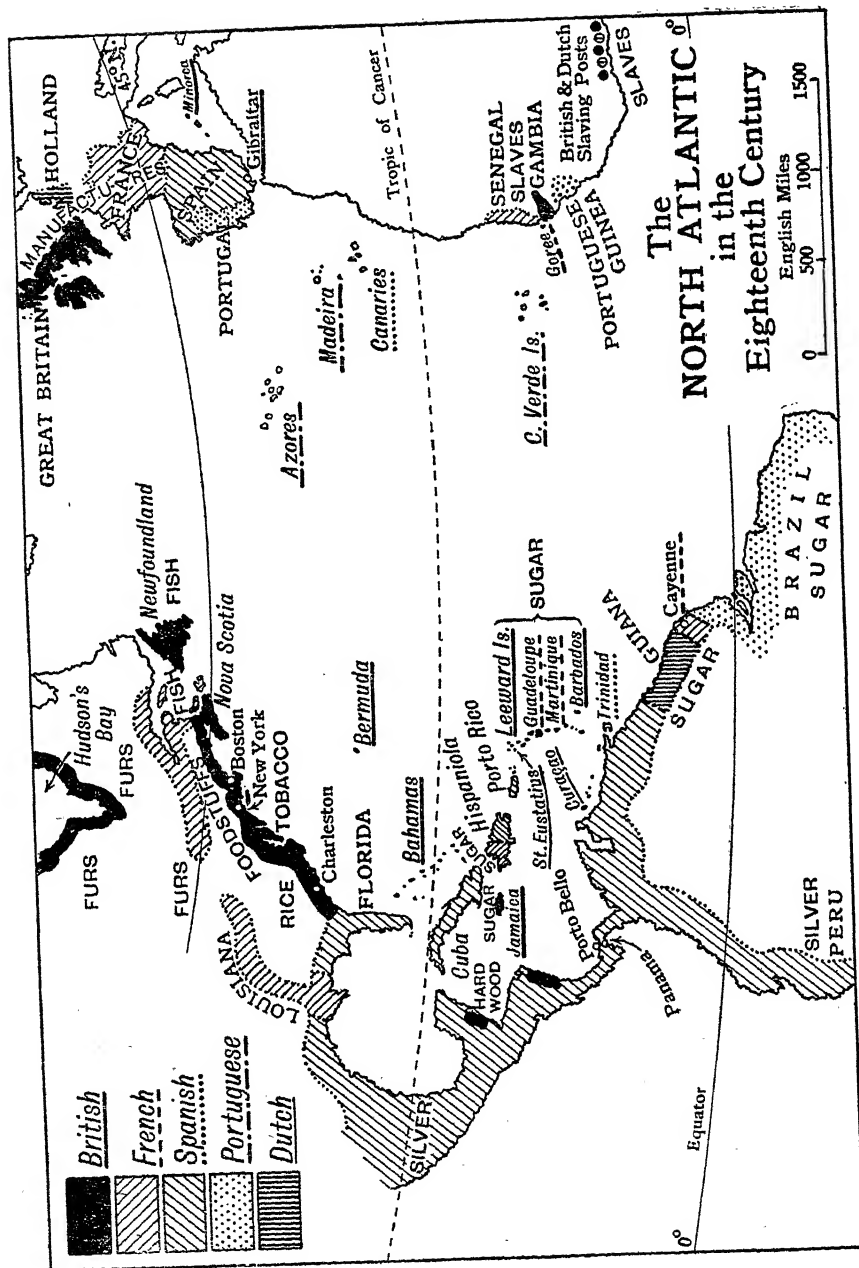 British
French
Spanish
Portuguese
Dutch
FURS
Hudson's
Bay
FURS
FURS
Newfoundland
FISH
FISH
Nova Scotia
FOODSTUFFS
Boston
New York
TOBACCO
RICE
Charleston
LOUISIANA
FLORIDA
Bermuda
Bahamas
SILVER
Cuba
SUGAR
Hispaniola
Porto Rico
SUGAR
Jamaica
HARD
WOOD
Leeward Is.
Guadeloupe
Martinique
Barbados
SUGAR
St. Eustatius
Curaçao
Trinidad
Porto Bello
Panama
GUIANA
Cayenne
SUGAR
SILVER
PERU
BRAZIL
SUGAR
Equator
0°
GREAT BRITAIN
HOLLAND
MANUFACTURES
FRANCE
45° N.
SPAIN
PORTUGAL
Minorca
Gibraltar
Azores
Madeira
Canaries
Tropic of Cancer
C. Verde Is.
SENEGAL
SLAVES
GAMBIA
Goree
PORTUGUESE
GUINEA
British & Dutch
Slaving Posts
SLAVES
0°
The
NORTH ATLANTIC
in the
Eighteenth Century
English Miles
0 500 1000 1500